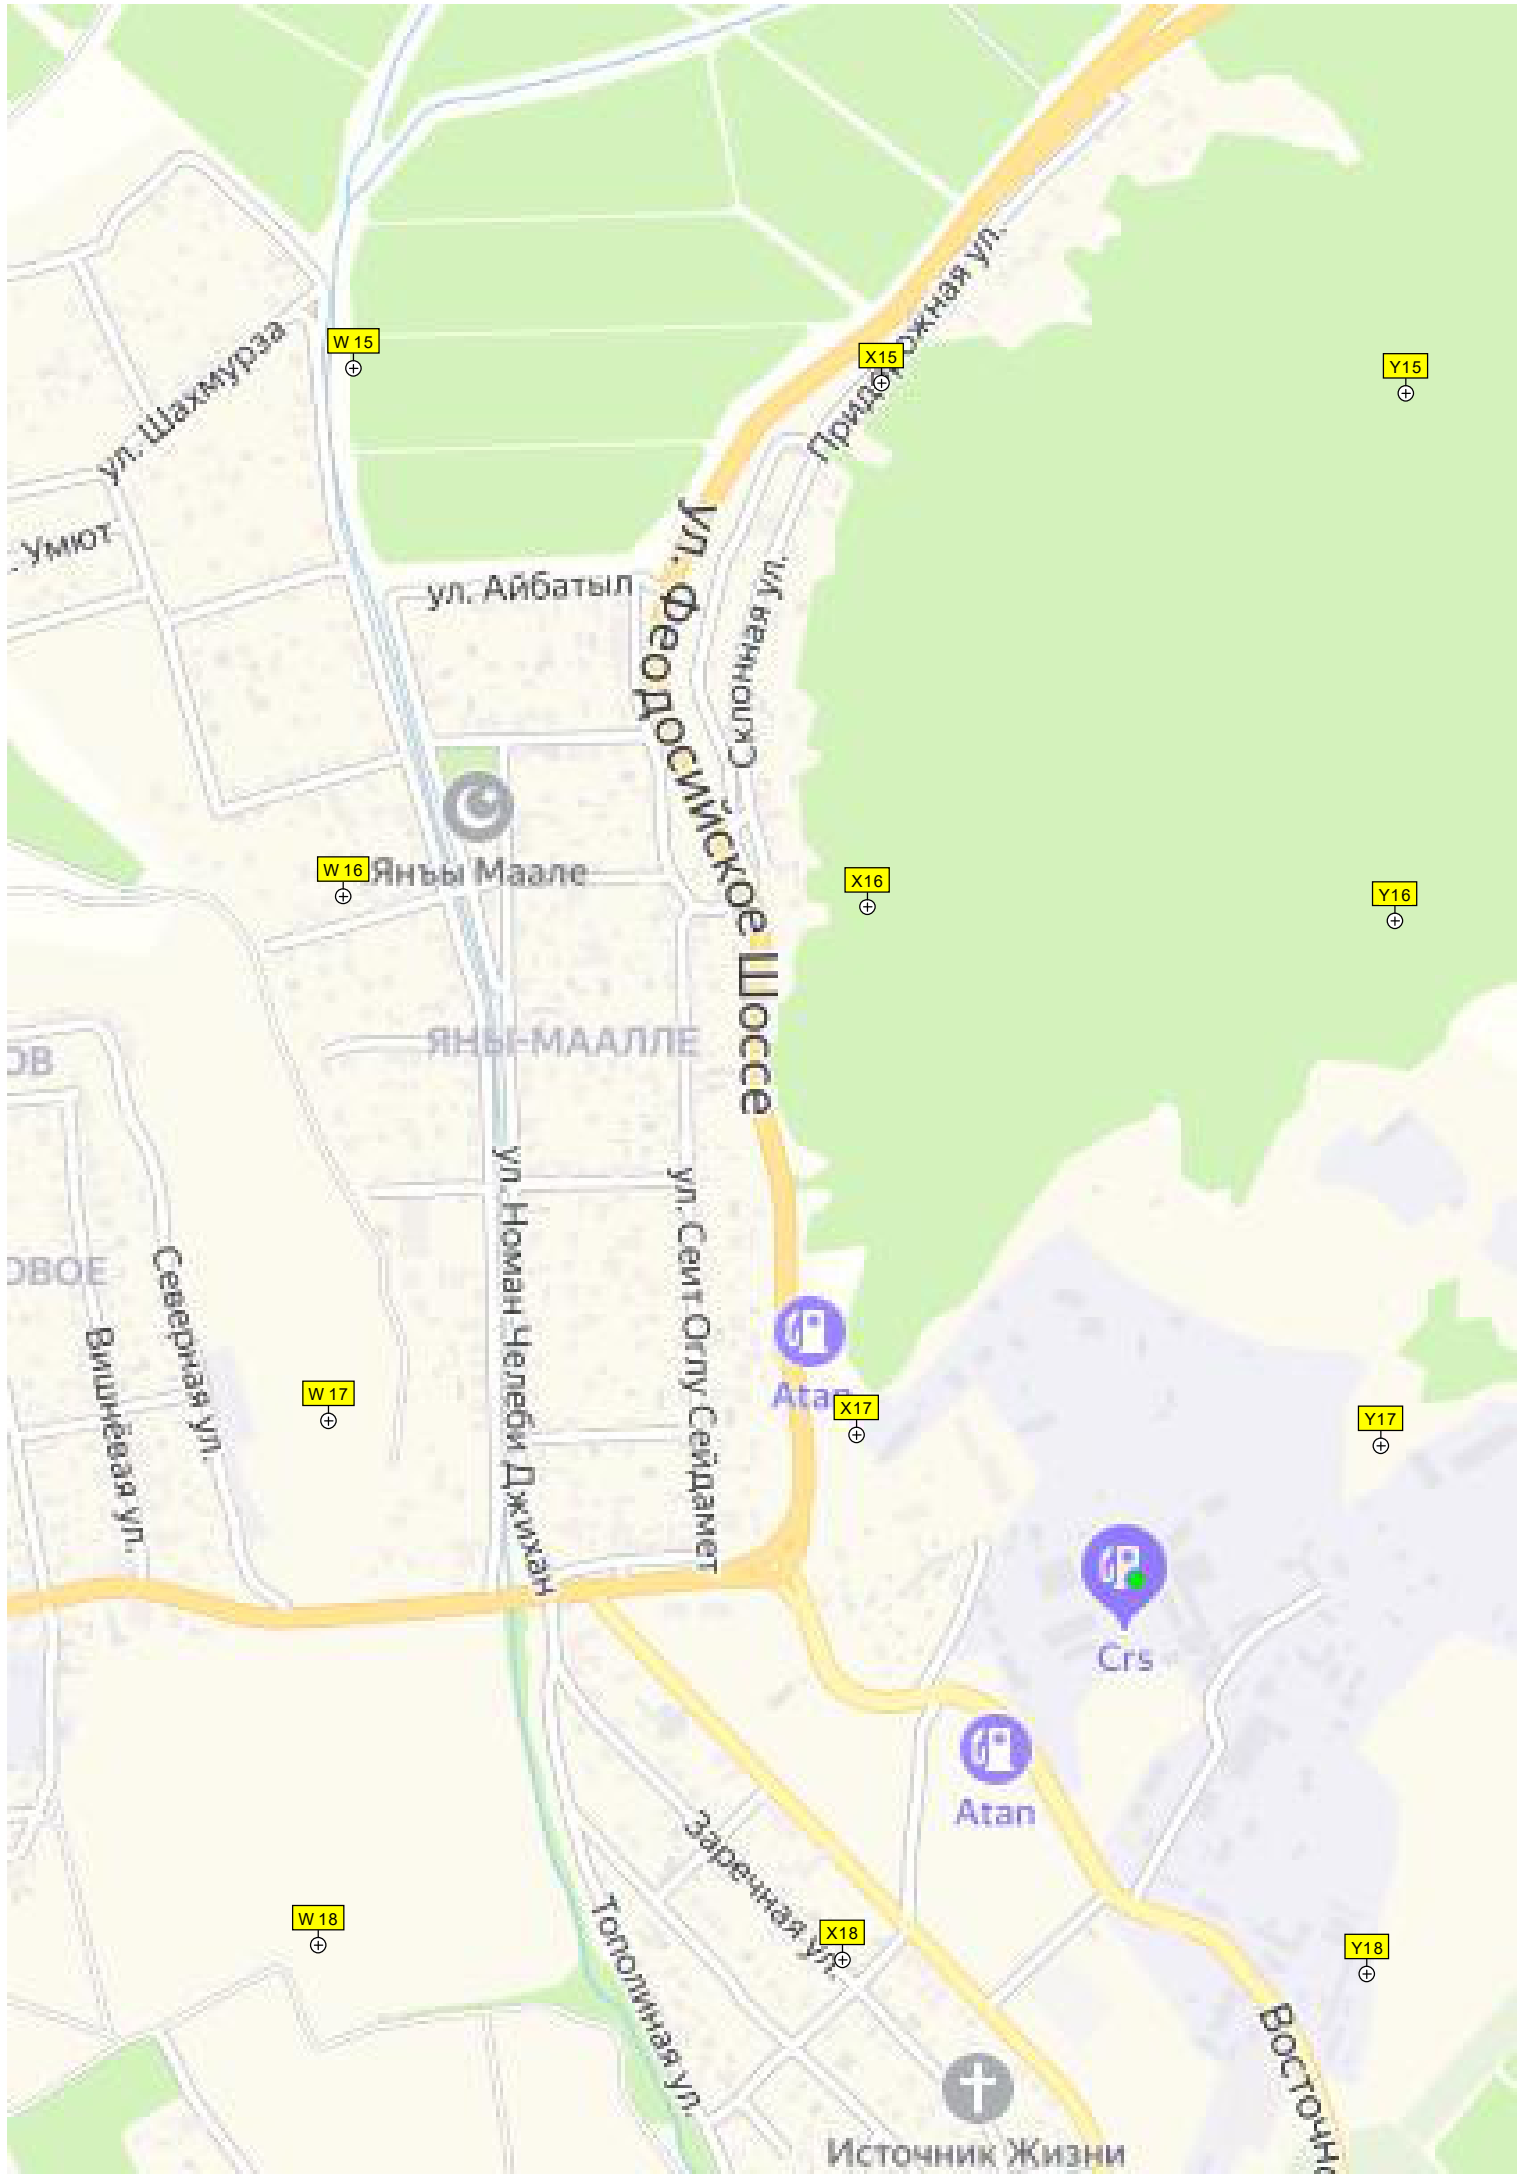 Придорожная ул.
W 15
X15
Y15
ул. Шахмурза
ул. Феодосийское Шоссе
Умют
ул. Айбатыл
Склонная ул.
W 16
Янъы Маале
X16
Y16
ЯНЫ-МААЛЛЕ
ОВ
ОВОЕ
ул. Номан Челеби Джихан
ул. Сеит Оглу Сейдамет
Северная ул.
Вишнёвая ул.
Atan
W 17
X17
Y17
Crs
Atan
Заречная ул.
Тополиная ул.
W 18
X18
Y18
Восточн
Источник Жизни